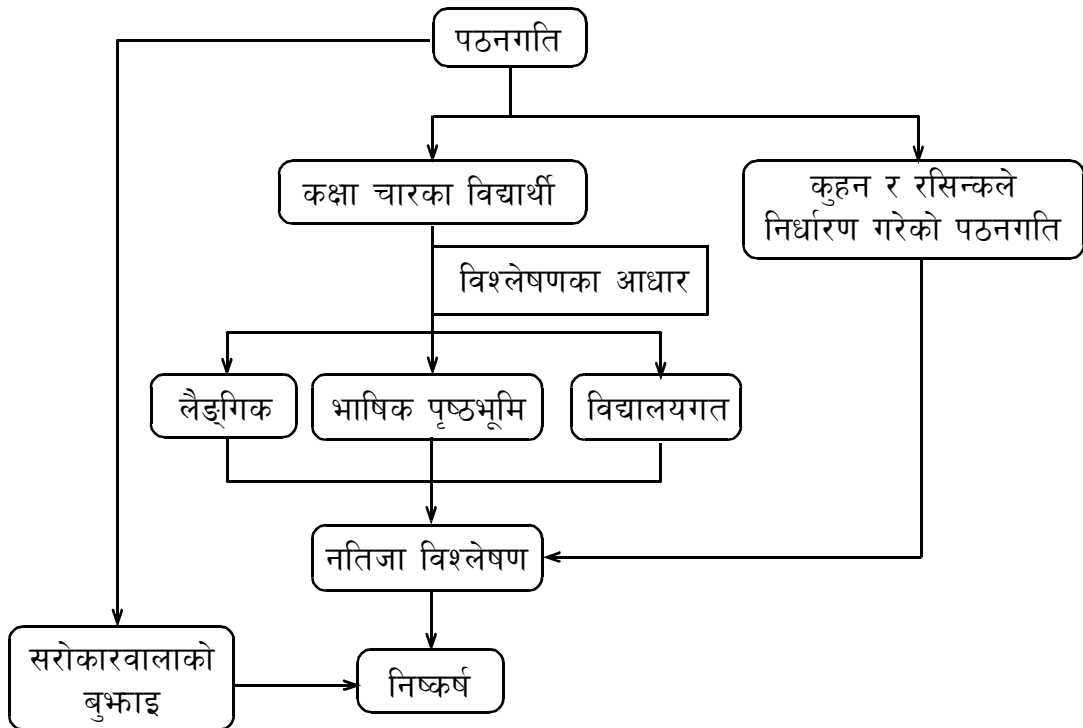 पठनगति
कक्षा चारका विद्यार्थी
कुहन र रसिन्कले
निर्धारण गरेको पठनगति
विश्लेषणका आधार
लैङ्गिक
भाषिक पृष्ठभूमि
विद्यालयगत
नतिजा विश्लेषण
सरोकारवालाको
बुझाइ
निष्कर्ष